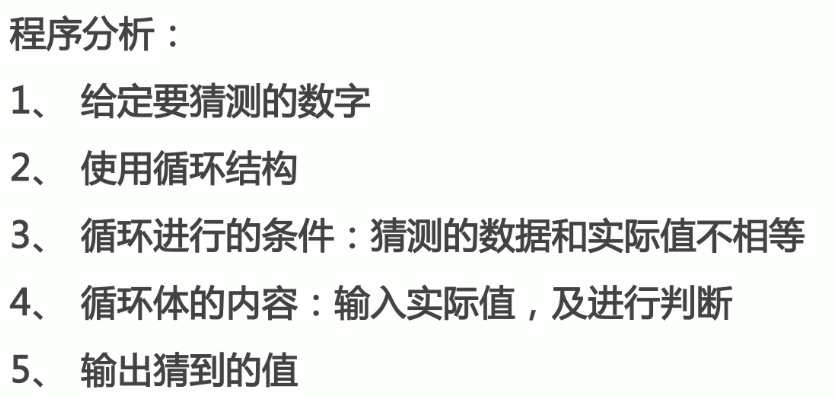 程序分析：
1、 给定要猜测的数字
2、 使用循环结构
3、 循环进行的条件：猜测的数据和实际值不相等
4、 循环体的内容：输入实际值，及进行判断
5、 输出猜到的值